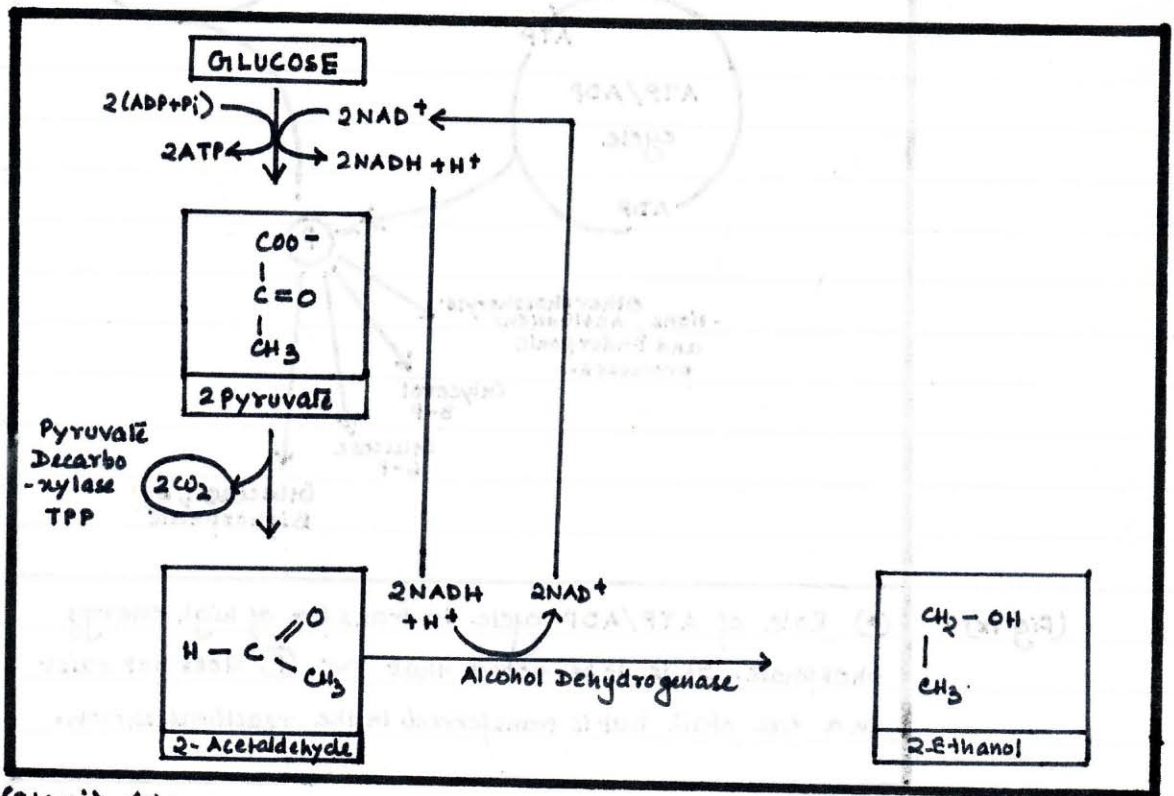 GLUCOSE
2(ADP+Pi)
2NAD+
2ATP
2NADH +H+
COO-
C=O
CH3
2 Pyruvate
Pyruvate
Decarbo
-xylase
TPP
2CO2
2NADH
+H+
2NAD+
H - C
O
CH3
Alcohol Dehydrogenase
2- Acetaldehyde
CH2 - OH
CH3
2-Ethanol